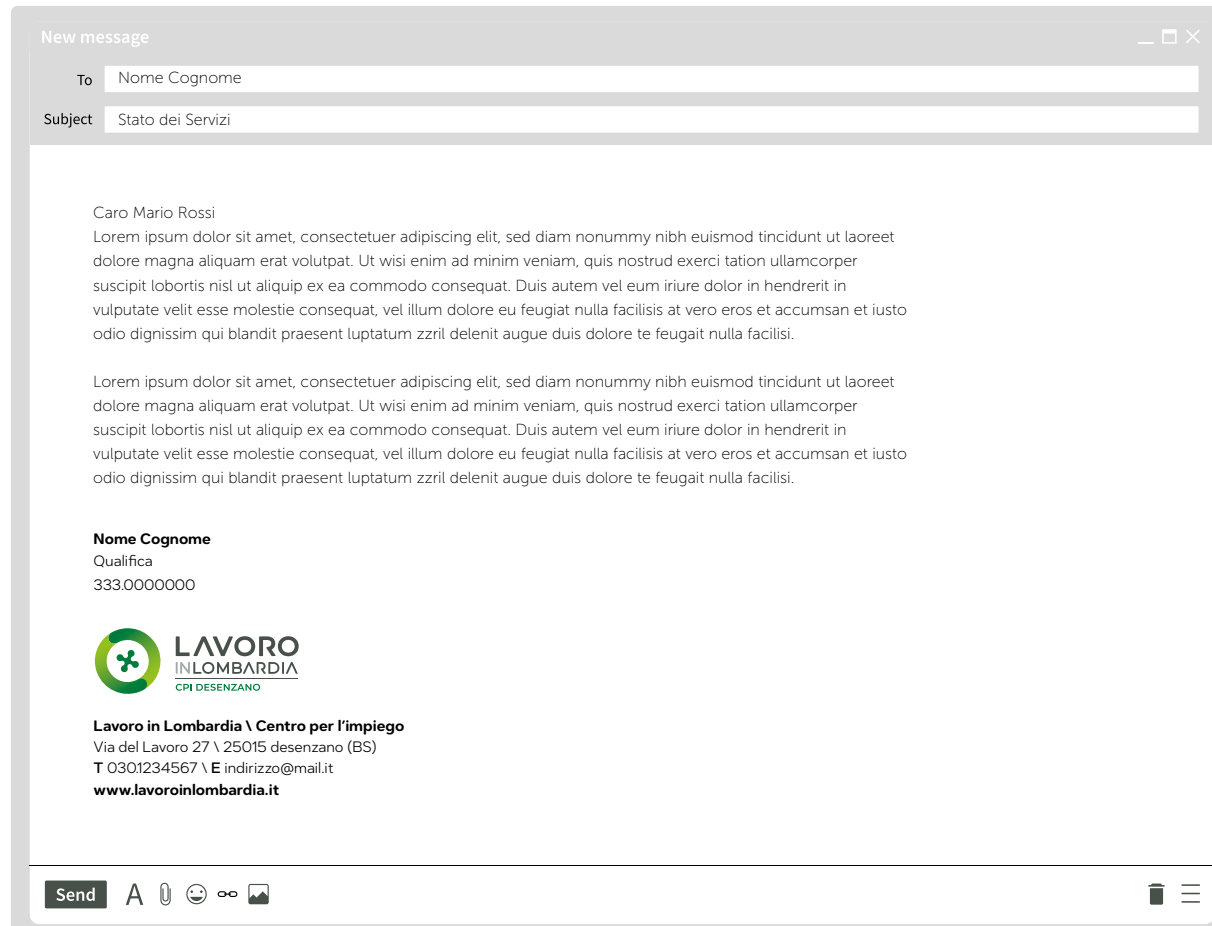 New message
To Nome Cognome
Subject Stato dei Servizi
Caro Mario Rossi
Lorem ipsum dolor sit amet, consectetuer adipiscing elit, sed diam nonummy nibh euismod tincidunt ut laoreet
dolore magna aliquam erat volutpat. Ut wisi enim ad minim veniam, quis nostrud exerci tation ullamcorper
suscipit lobortis nisl ut aliquip ex ea commodo consequat. Duis autem vel eum iriure dolor in hendrerit in
vulputate velit esse molestie consequat, vel illum dolore eu feugiat nulla facilisis at vero eros et accumsan et iusto
odio dignissim qui blandit praesent luptatum zzril delenit augue duis dolore te feugait nulla facilisi.
Lorem ipsum dolor sit amet, consectetuer adipiscing elit, sed diam nonummy nibh euismod tincidunt ut laoreet
dolore magna aliquam erat volutpat. Ut wisi enim ad minim veniam, quis nostrud exerci tation ullamcorper
suscipit lobortis nisl ut aliquip ex ea commodo consequat. Duis autem vel eum iriure dolor in hendrerit in
vulputate velit esse molestie consequat, vel illum dolore eu feugiat nulla facilisis at vero eros et accumsan et iusto
odio dignissim qui blandit praesent luptatum zzril delenit augue duis dolore te feugait nulla facilisi.
Nome Cognome
Qualifica
333.0000000
LAVORO
INLOMBARDIA
CPI DESENZANO
Lavoro in Lombardia \ Centro per l'impiego
Via del Lavoro 27 \ 25015 desenzano (BS)
T 030.1234567 \ E indirizzo@mail.it
www.lavoroinlombardia.it
Send A